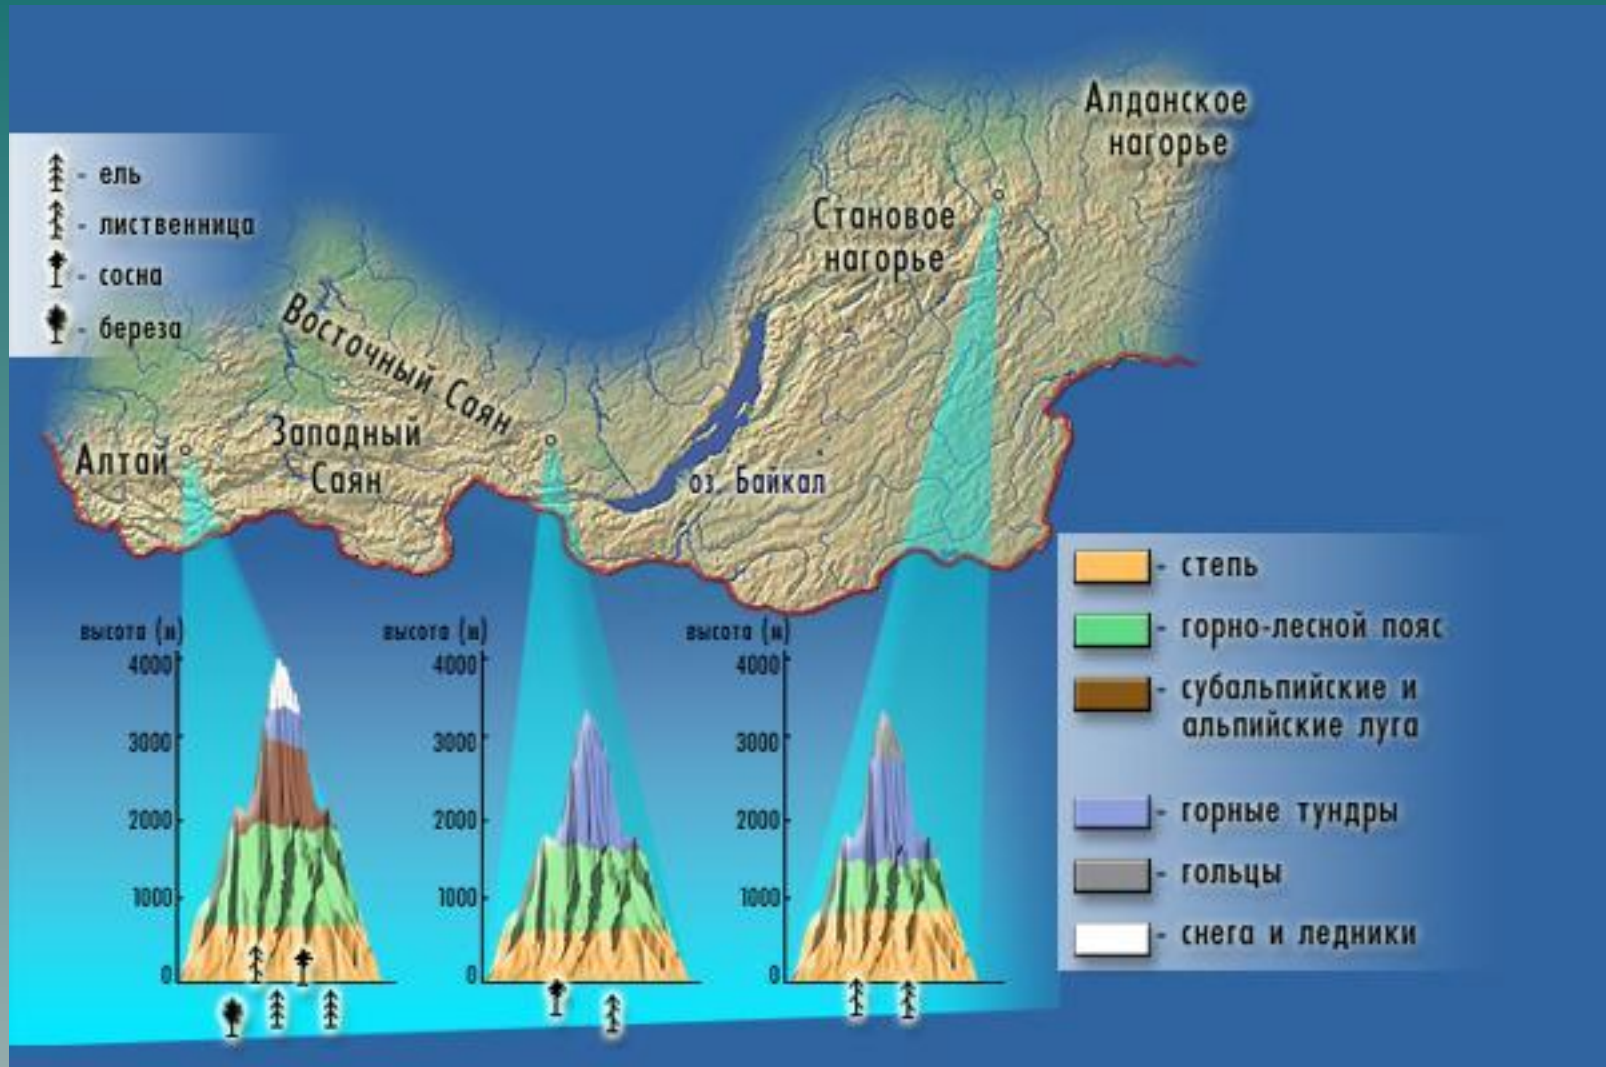 Алданское
нагорье
- ель
- лиственница
- сосна
- береза
Становое
нагорье
Восточный Саян
Западный
Саян
Алтай
оз. Байкал
- степь
- горно-лесной пояс
- субальпийские и
альпийские луга
- горные тундры
- гольцы
- снега и ледники
высота (м)
4000
3000
2000
1000
0
высота (м)
4000
3000
2000
1000
0
высота (м)
4000
3000
2000
1000
0